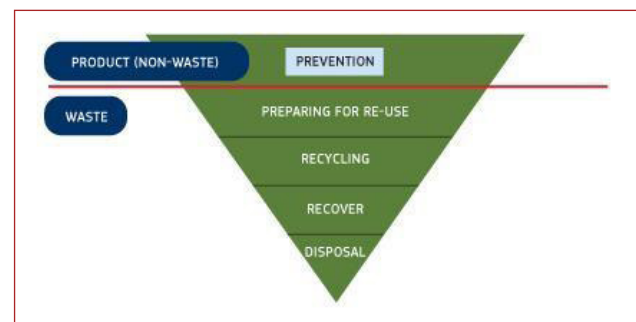 PRODUCT (NON-WASTE)
PREVENTION
WASTE
PREPARING FOR RE-USE
RECYCLING
RECOVER
DISPOSAL